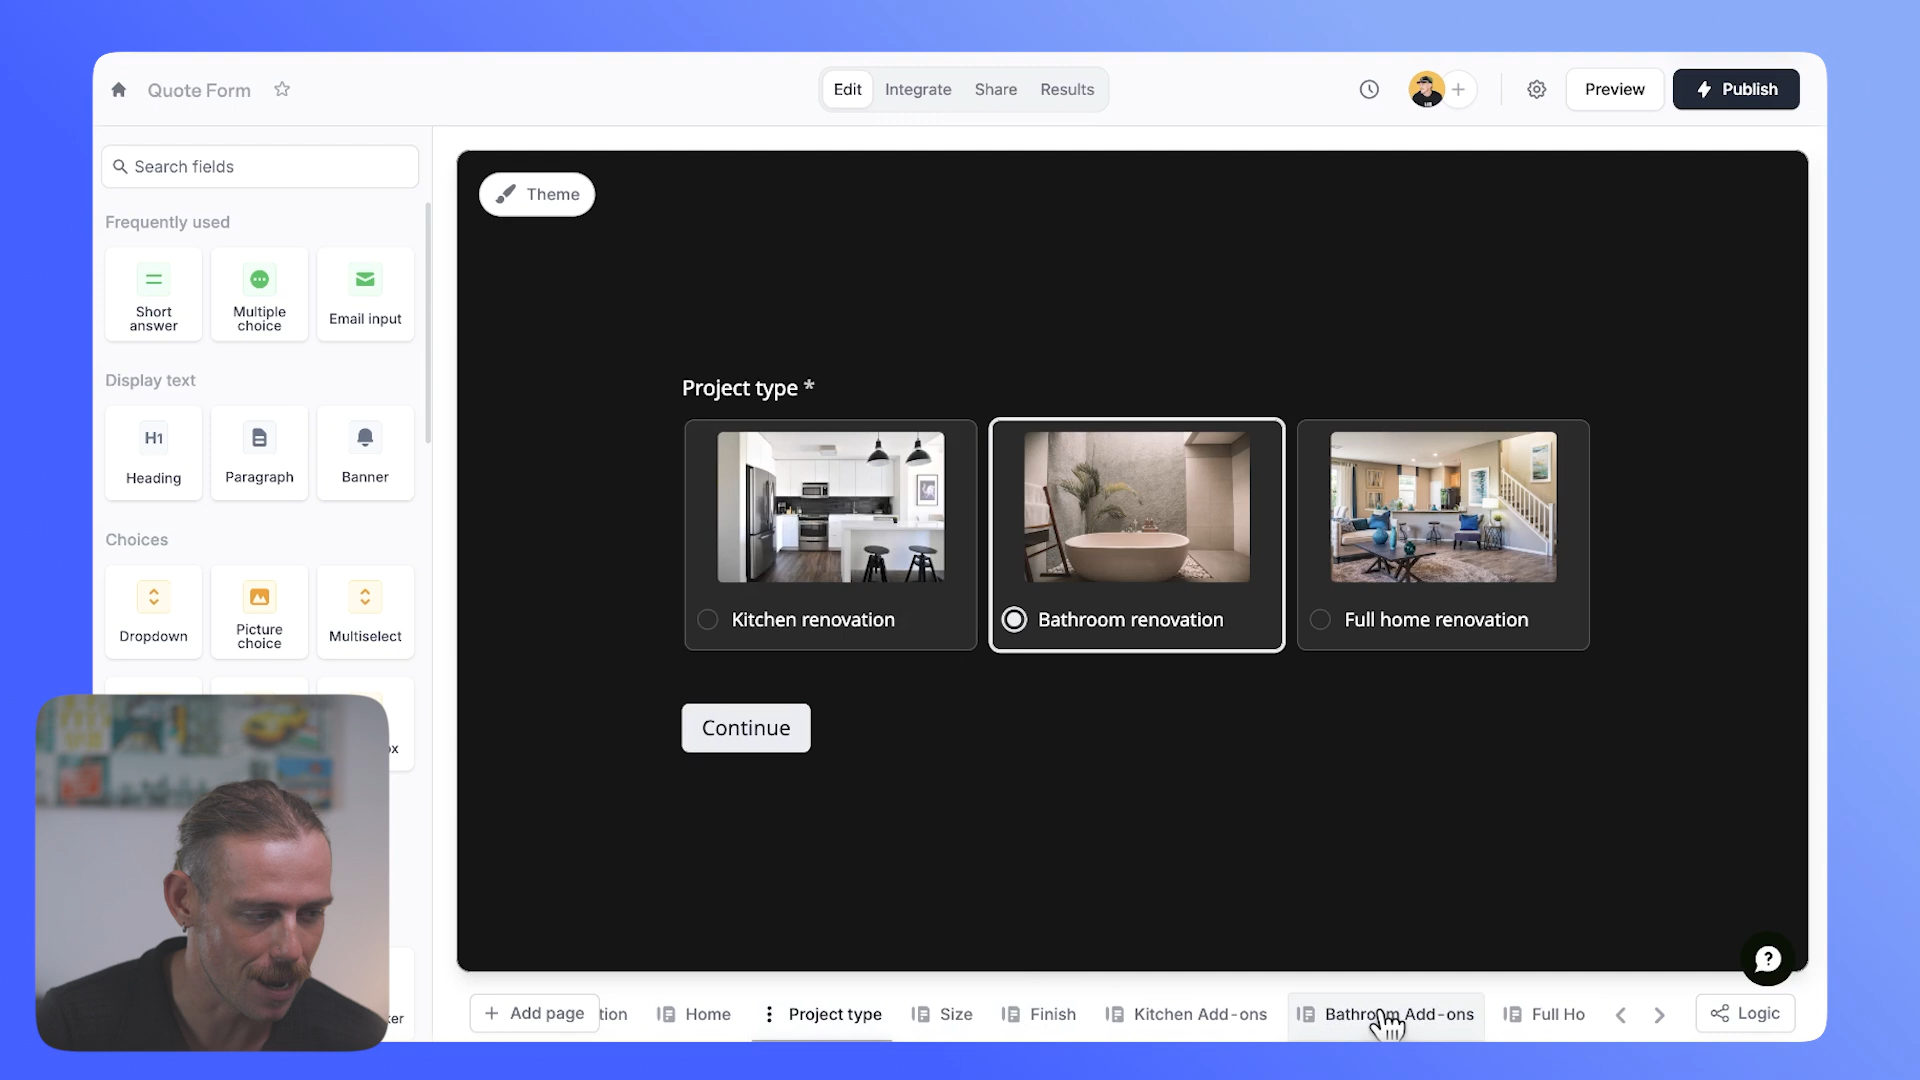 Quote Form
Edit
Integrate
Share
Results
Preview
Publish
Search fields
Frequently used
Short
answer
Multiple
choice
Email input
Display text
H1
Heading
Paragraph
Banner
Choices
Dropdown
Picture
choice
Multiselect
x
er
Theme
Project type *
Kitchen renovation
Bathroom renovation
Full home renovation
Continue
?
+ Add page
tion
Home
Project type
Size
Finish
Kitchen Add-ons
Bathroom Add-ons
Full Ho
Logic